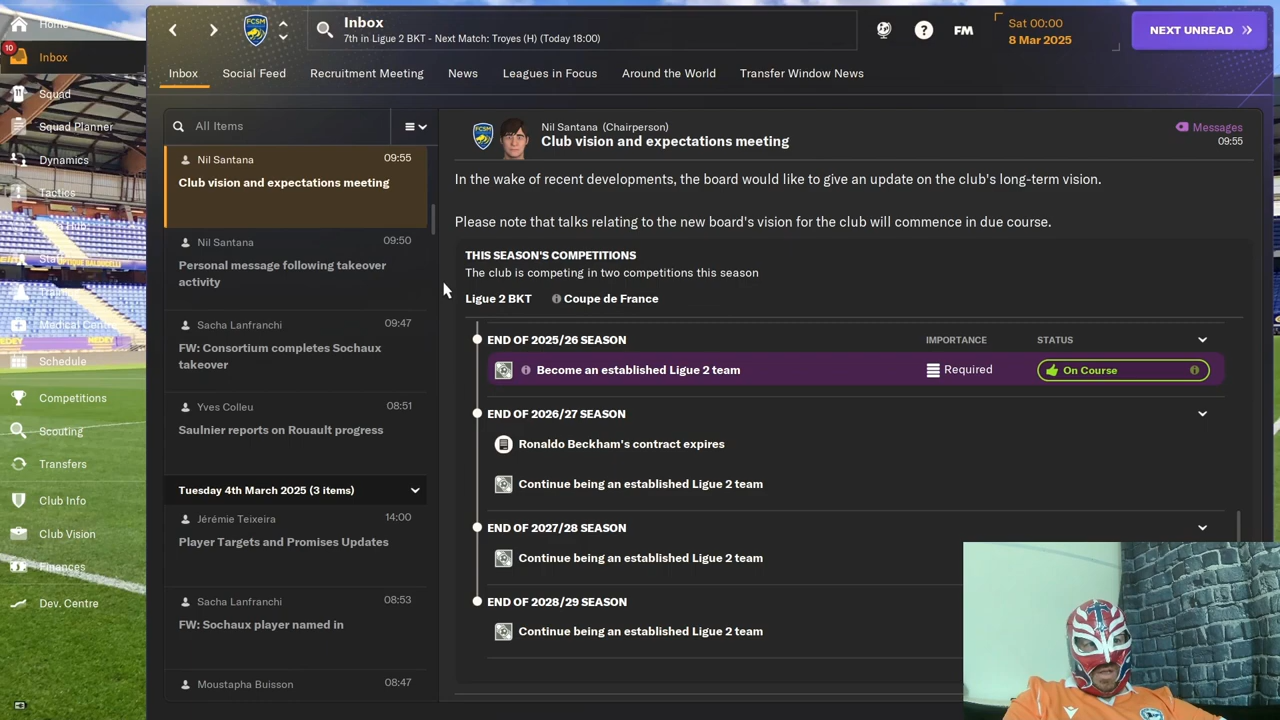 Home
10
Inbox
Squad
Squad Planner
Dynamics
Tactics
Schedule
Competitions
Scouting
Transfers
Club Info
Club Vision
Finances
Dev. Centre
FCSM
Inbox
7th in Ligue 2 BKT - Next Match: Troyes (H) (Today 18:00)
FM
Sat 00:00
8 Mar 2025
NEXT UNREAD
Inbox
Social Feed
Recruitment Meeting
News
Leagues in Focus
Around the World
Transfer Window News
All Items
Nil Santana 09:55
Club vision and expectations meeting
Nil Santana 09:50
Personal message following takeover
activity
Sacha Lanfranchi 09:47
FW: Consortium completes Sochaux
takeover
Yves Colleu 08:51
Saulnier reports on Rouault progress
Tuesday 4th March 2025 (3 items)
Jérémie Teixeira 14:00
Player Targets and Promises Updates
Sacha Lanfranchi 08:53
FW: Sochaux player named in
Moustapha Buisson 08:47
FCSM
Nil Santana (Chairperson)
Club vision and expectations meeting
Messages
09:55
In the wake of recent developments, the board would like to give an update on the club's long-term vision.
Please note that talks relating to the new board's vision for the club will commence in due course.
THIS SEASON'S COMPETITIONS
The club is competing in two competitions this season
Ligue 2 BKT Coupe de France
END OF 2025/26 SEASON IMPORTANCE STATUS
Become an established Ligue 2 team Required On Course
END OF 2026/27 SEASON
Ronaldo Beckham's contract expires
Continue being an established Ligue 2 team
END OF 2027/28 SEASON
Continue being an established Ligue 2 team
END OF 2028/29 SEASON
Continue being an established Ligue 2 team